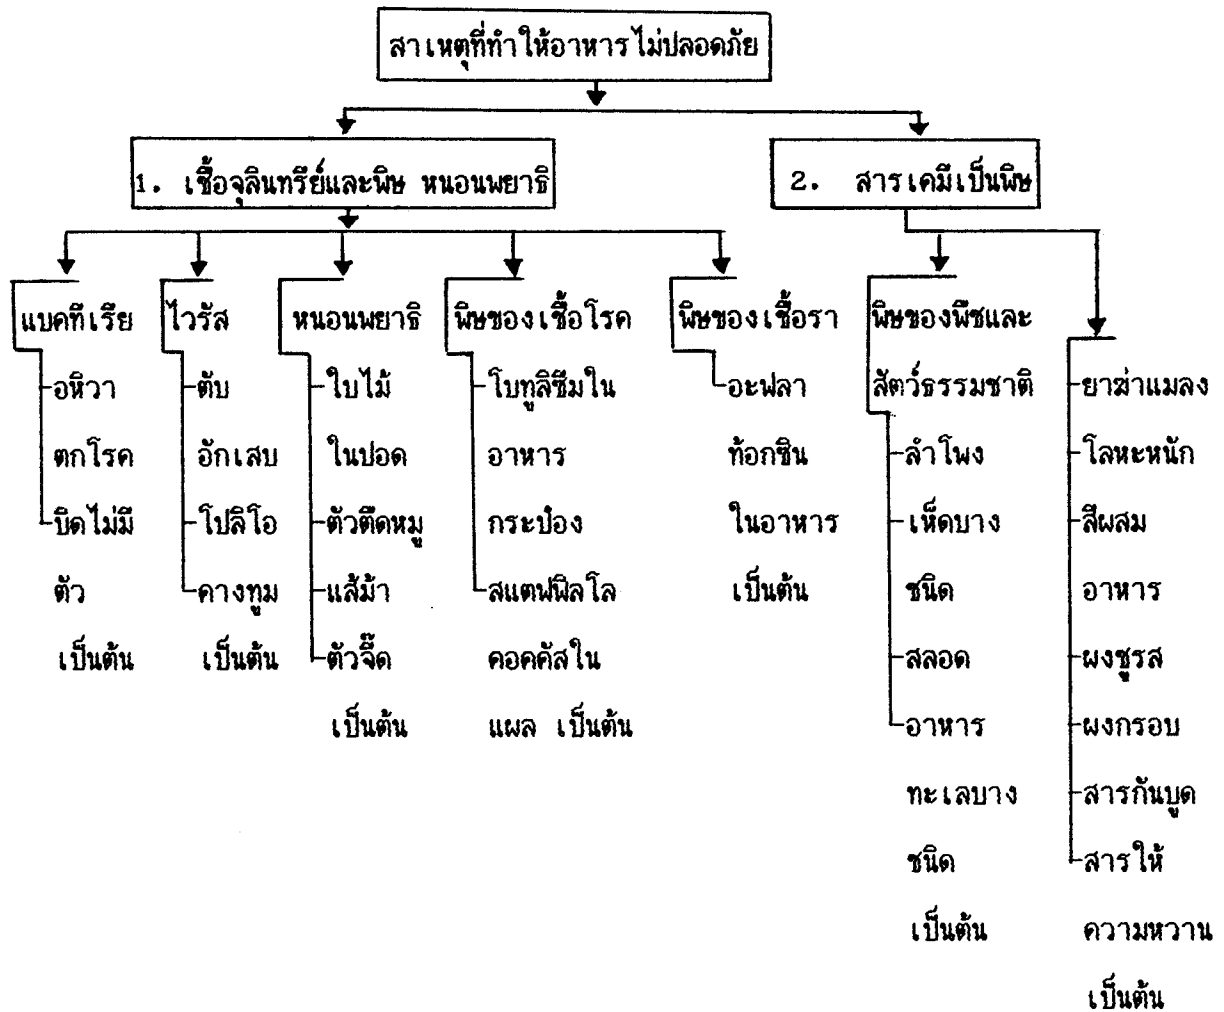 สาเหตุที่ทำให้อาหารไม่ปลอดภัย
1. เชื้อจุลินทรีย์และพิษ หนอนพยาธิ
2. สารเคมีเป็นพิษ
แบคทีเรีย
-อหิวา
ตกโรค
-บิดไม่มี
ตัว
เป็นต้น
ไวรัส
-ตับ
อักเสบ
-โปลิโอ
-คางทูม
เป็นต้น
หนอนพยาธิ
-ใบไม้
ในปอด
-ตัวตืดหมู
-แส้ม้า
-ตัวจี๊ด
เป็นต้น
พิษของเชื้อโรค
-โบทูลิซึมใน
อาหาร
กระป๋อง
-สแตฟฟิลโล
คอคคัสใน
แผล เป็นต้น
พิษของเชื้อรา
-อะฟลา
ท้อกซิน
ในอาหาร
เป็นต้น
พิษของพืชและ
สัตว์ธรรมชาติ
-ลำโพง
-เห็ดบาง
ชนิด
-สลอด
-อาหาร
ทะเลบาง
ชนิด
เป็นต้น
-ยาฆ่าแมลง
-โลหะหนัก
-สีผสม
อาหาร
-ผงชูรส
-ผงกรอบ
-สารกันบูด
-สารให้
ความหวาน
เป็นต้น